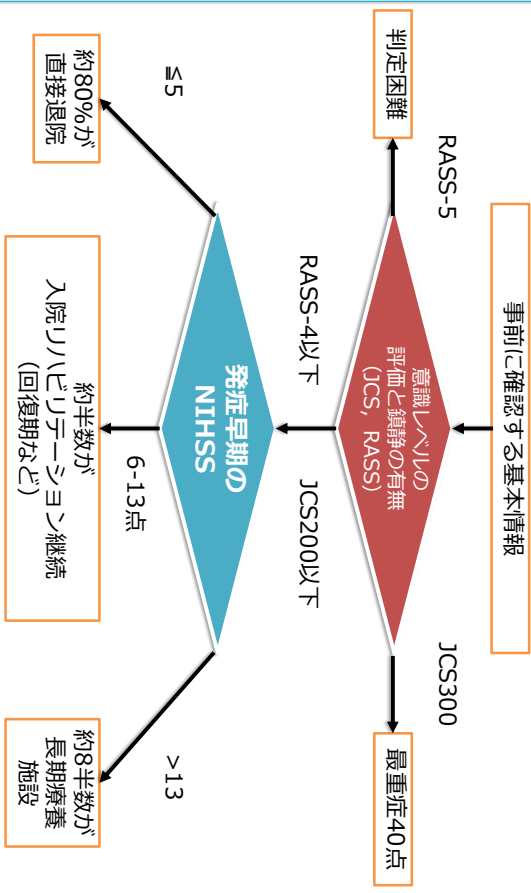 事前に確認する基本情報
意識レベルの
評価と鎮静の有無
(JCS, RASS)
RASS-5
JCS300
判定困難
最重症40点
RASS-4以下
JCS200以下
発症早期の
NIHSS
≦5
6-13点
>13
約80%が
直接退院
約半数が
入院リハビリテーション継続
(回復期など)
約8半数が
長期療養
施設